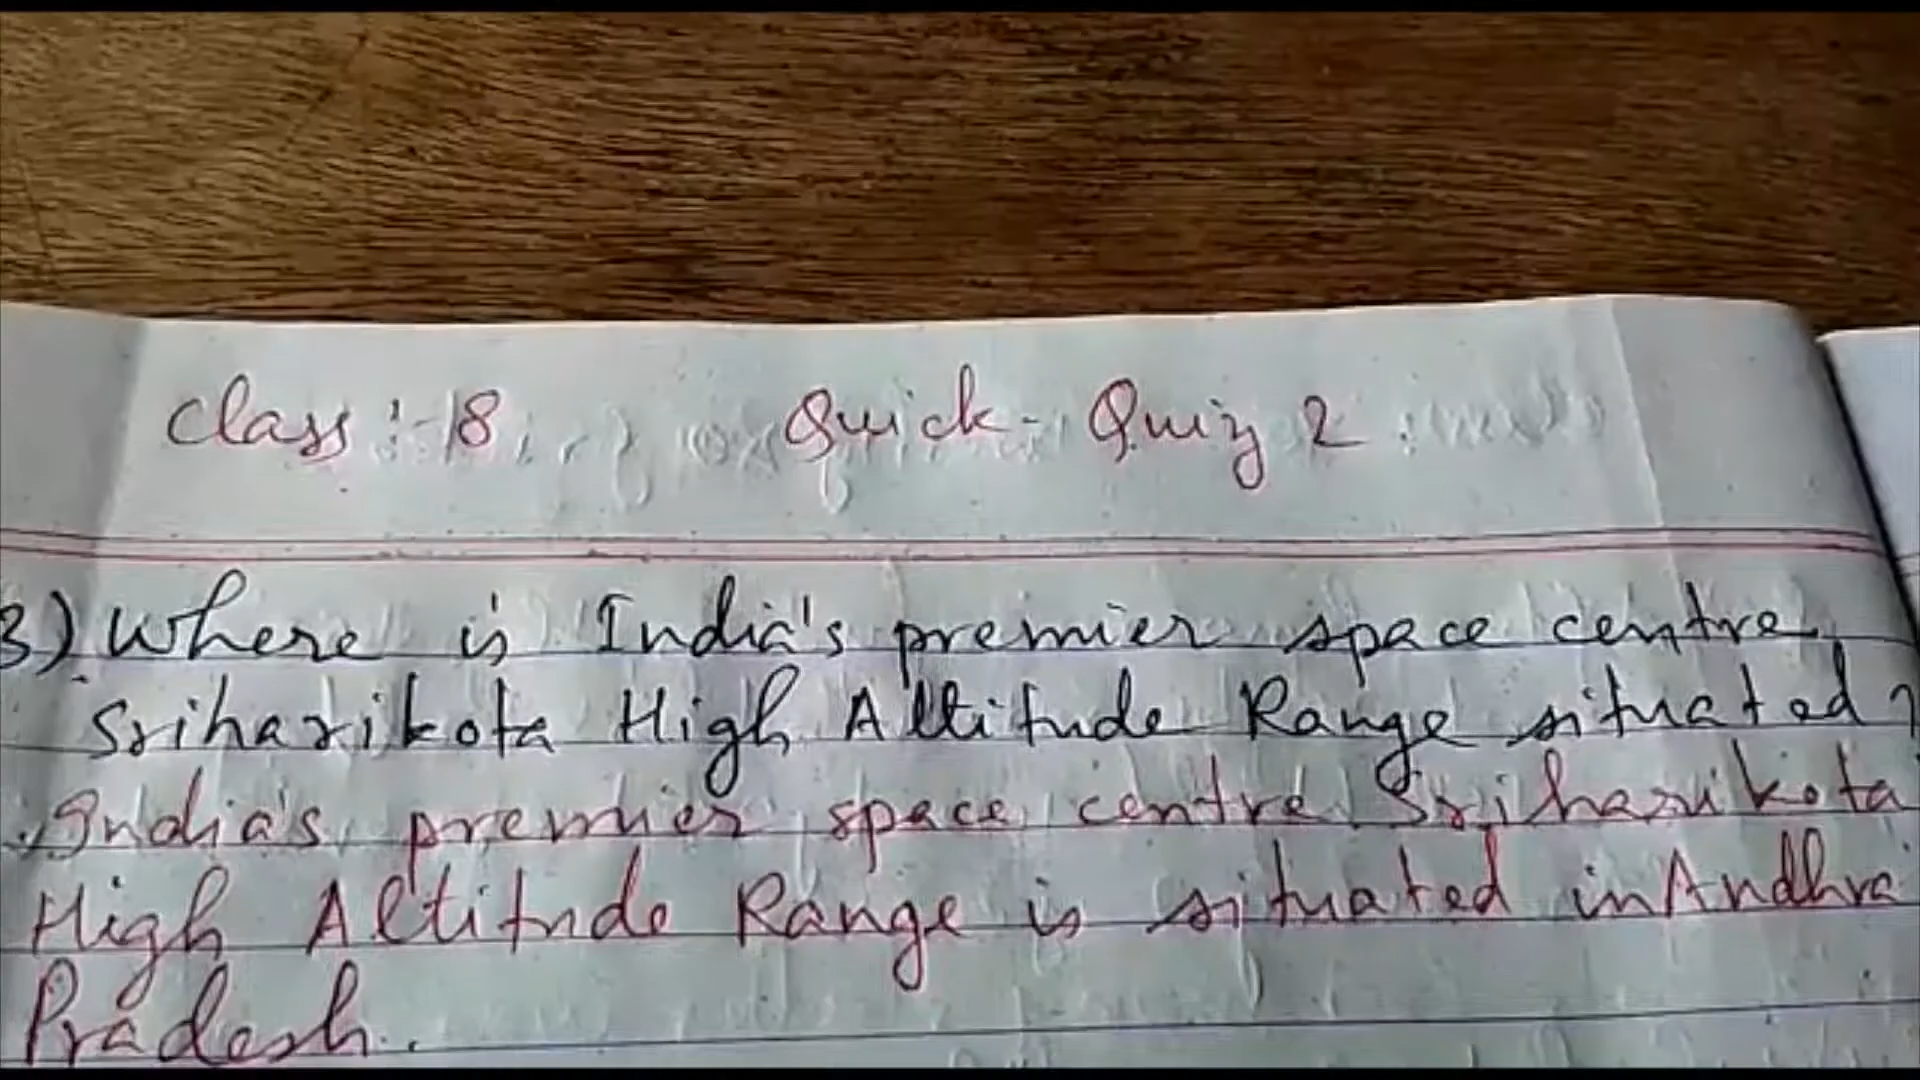 Class :- 8 Quick - Quiz 2
3) Where is India's premier space centre
Sriharikota High Altitude Range situated?
India's premier space centre Sriharikota
High Altitude Range is situated in Andhra
Pradesh.